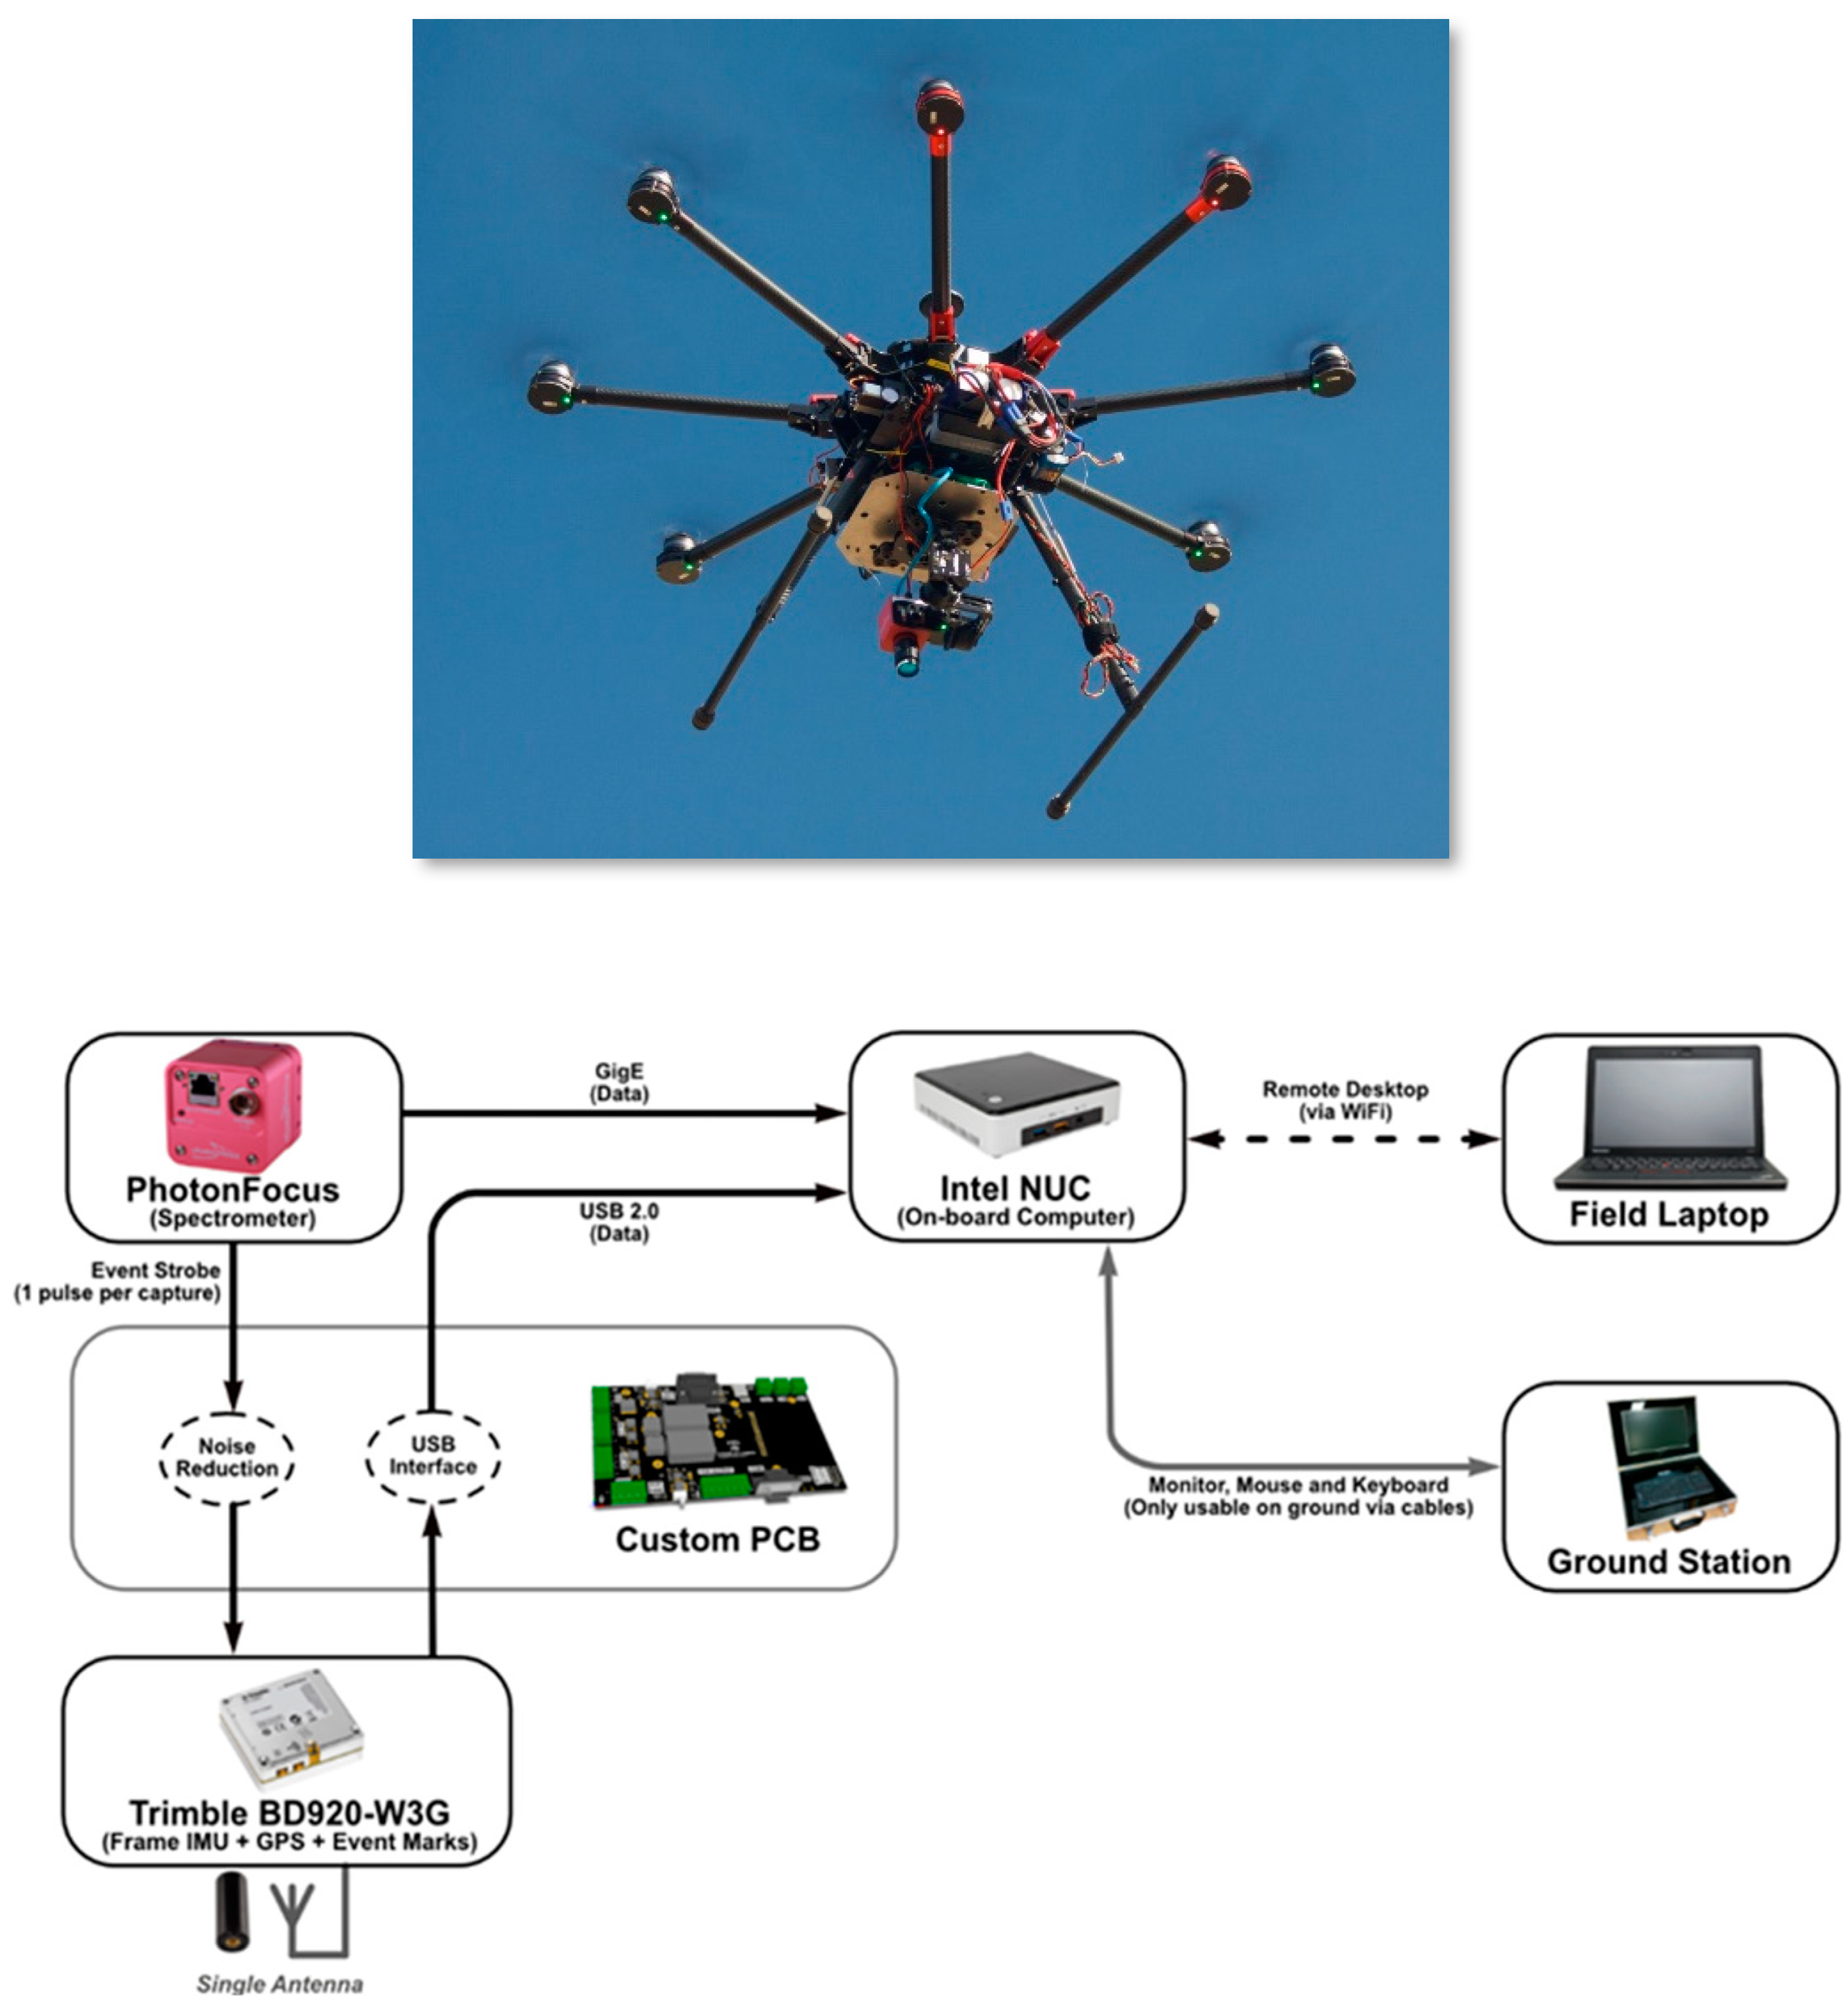 GigE
(Data)
PhotonFocus
(Spectrometer)
Intel NUC
(On-board Computer)
Remote Desktop
(via WiFi)
Field Laptop
USB 2.0
(Data)
Event Strobe
(1 pulse per capture)
Noise
Reduction
USB
Interface
Custom PCB
Monitor, Mouse and Keyboard
(Only usable on ground via cables)
Ground Station
Trimble BD920-W3G
(Frame IMU + GPS + Event Marks)
Single Antenna